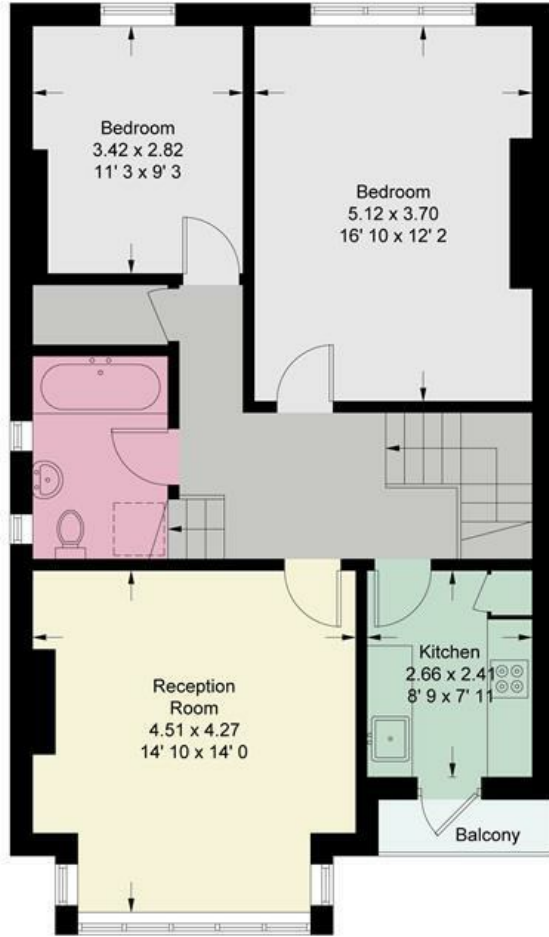 Bedroom
3.42 x 2.82
11' 3 x 9' 3
Bedroom
5.12 x 3.70
16' 10 x 12' 2
Reception
Room
4.51 x 4.27
14' 10 x 14' 0
Kitchen
2.66 x 2.41
8' 9 x 7' 11
Balcony